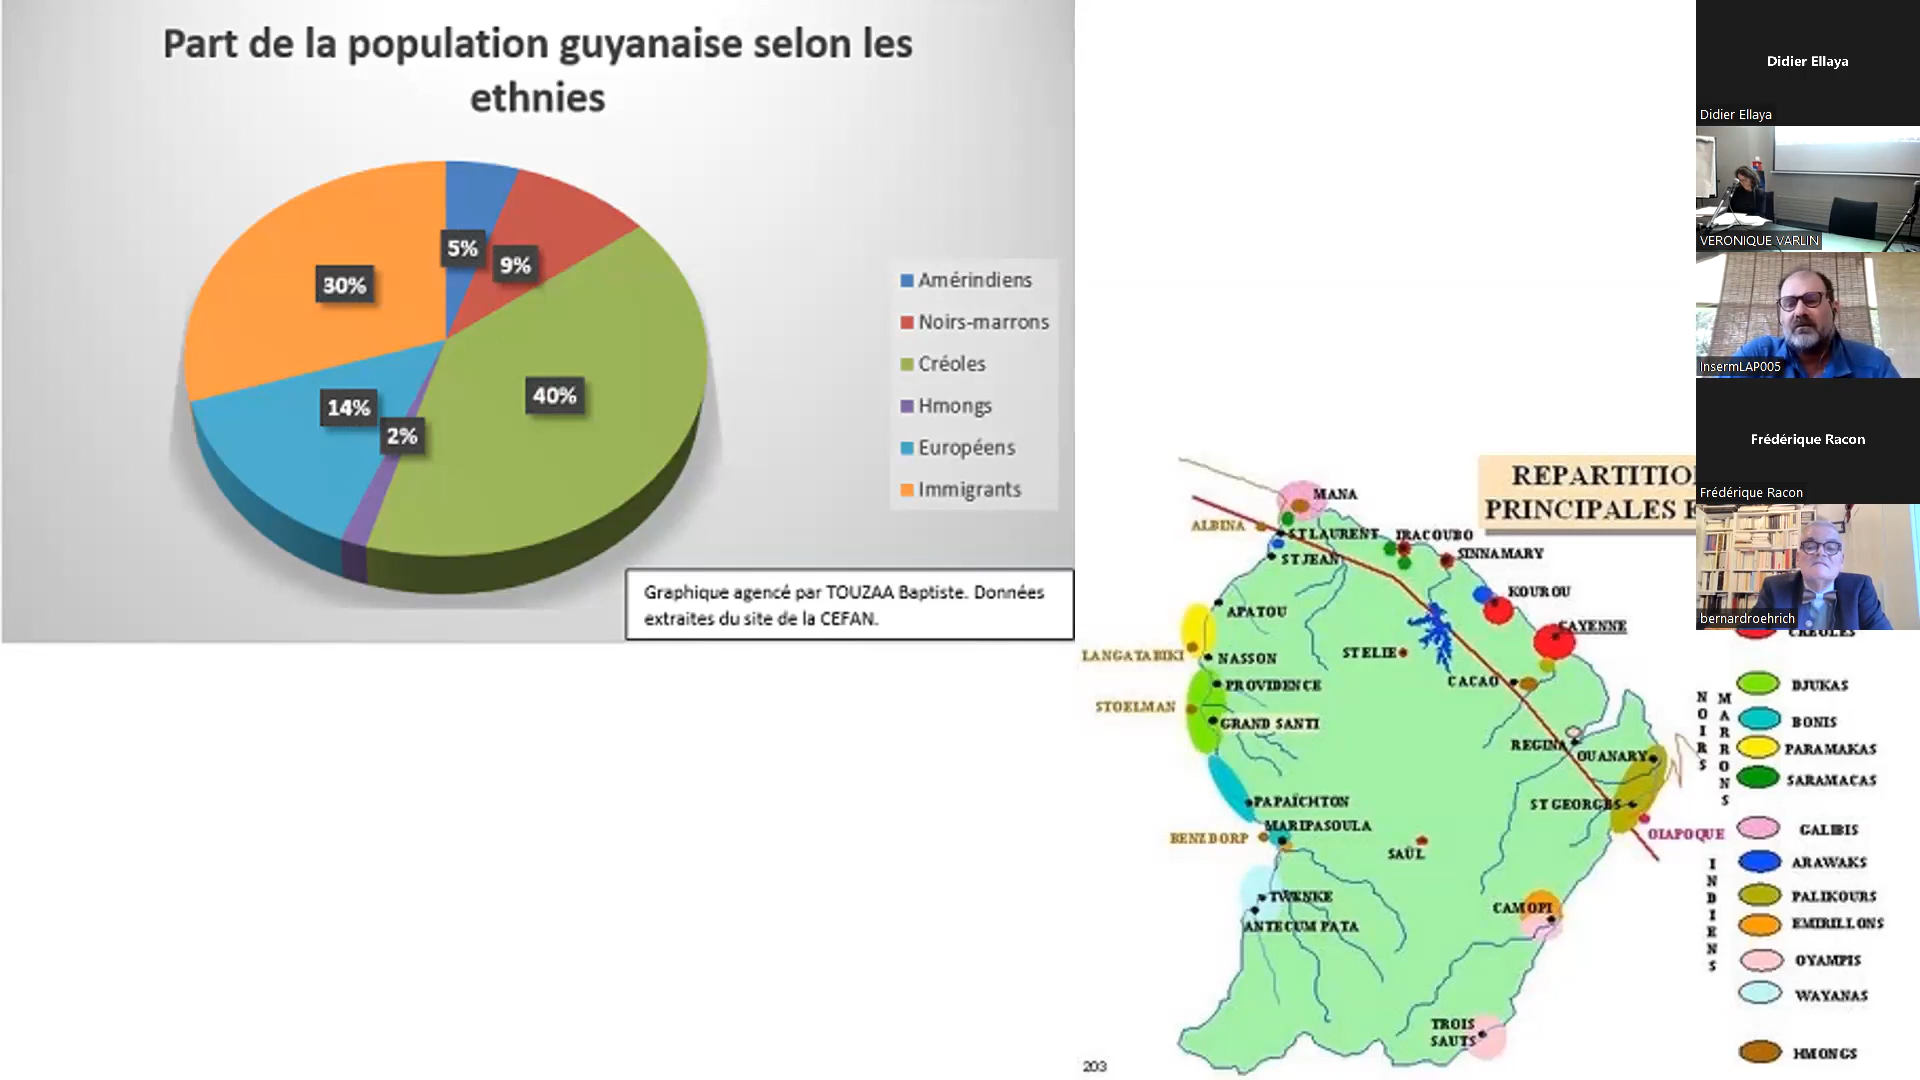 Part de la population guyanaise selon les
ethnies
5%
9%
30%
40%
14%
2%
Amérindiens
Noirs-marrons
Créoles
Hmongs
Européens
Immigrants
Graphique agencé par TOUZAA Baptiste. Données
extraites du site de la CEFAN.
Didier Ellaya
Didier Ellaya
VERONIQUE VARLIN
InsermLAP005
Frédérique Racon
Frédérique Racon
bernardroehrich
REPARTITIO
PRINCIPALES
MANA
ALBINA
ST LAURENT
IRACOUBO
ST JEAN
SINNAMARY
KOUROU
APATOU
CAYENNE
LANGATABIKI
NASSON
ST ELIE
PROVIDENCE
CACAO
STOELMAN
GRAND SANTI
REGINA
OUANARY
PAPAÏCHTON
ST GEORGES
MARIPASOULA
BENZDORP
OIAPOQUE
SAÜL
TWENKE
CAMOPI
ANTECUM PATA
TROIS
SAUTS
CREOLES
NOIRS
MARRONS
DJUKAS
BONIS
PARAMAKAS
SARAMACAS
INDIENS
GALIBIS
ARAWAKS
PALIKOURS
EMIRILLONS
OYAMPIS
WAYANAS
HMONGS
203